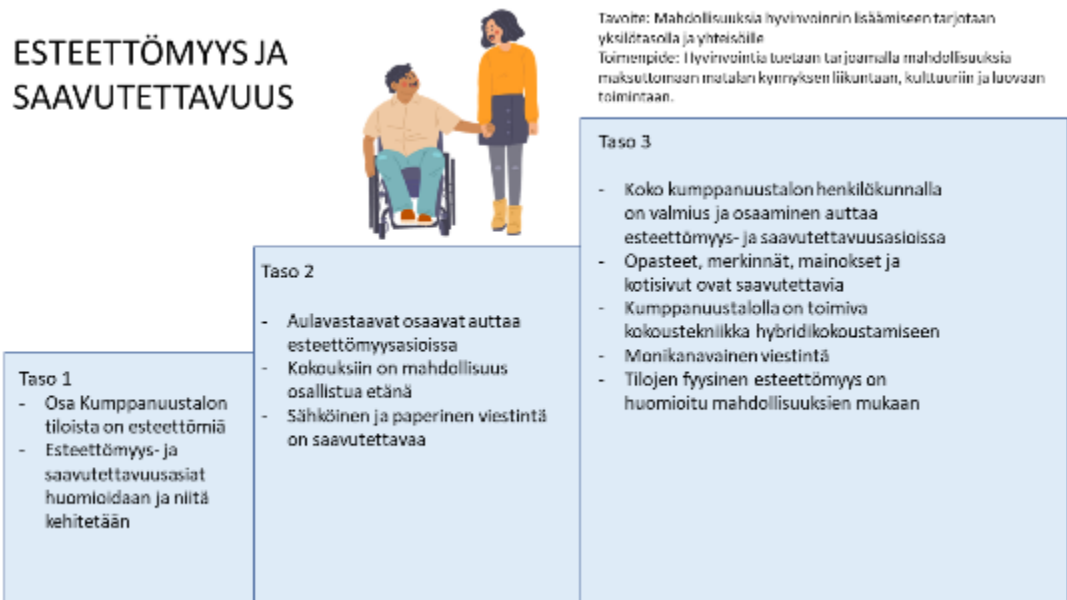 ESTEETTÖMYYS JA
SAAVUTETTAVUUS
Tavoite: Mahdollisuuksia hyvinvoinnin lisäämiseen tarjotaan
yksilötasolla ja yhteisöille
Toimenpide: Hyvinvointia tuetaan tarjoamalla mahdollisuuksia
maksuttomaan matalan kynnyksen liikuntaan, kulttuuriin ja luovaan
toimintaan.
Taso 1
- Osa Kumppanuustalon
tiloista on esteettömiä
- Esteettömyys- ja
saavutettavuusasiat
huomioidaan ja niitä
kehitetään
Taso 2
- Aulavastaavat osaavat auttaa
esteettömyysasioissa
- Kokouksiin on mahdollisuus
osallistua etänä
- Sähköinen ja paperinen viestintä
on saavutettavaa
Taso 3
- Koko kumppanuustalon henkilökunnalla
on valmius ja osaaminen auttaa
esteettömyys- ja saavutettavuusasioissa
- Opasteet, merkinnät, mainokset ja
kotisivut ovat saavutettavia
- Kumppanuustalolla on toimiva
kokoustekniikka hybridikokoustamiseen
- Monikanavainen viestintä
- Tilojen fyysinen esteettömyys on
huomioitu mahdollisuuksien mukaan